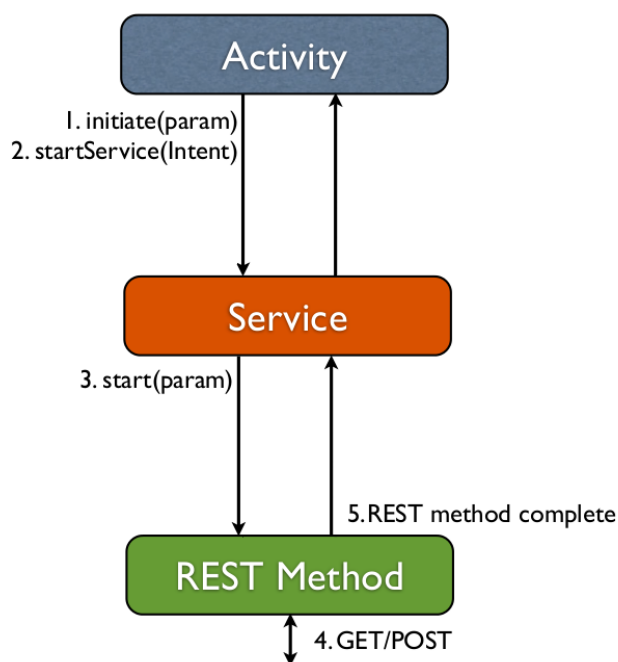 Activity
1. initiate(param)
2. startService(Intent)
Service
3. start(param)
5. REST method complete
REST Method
4. GET/POST